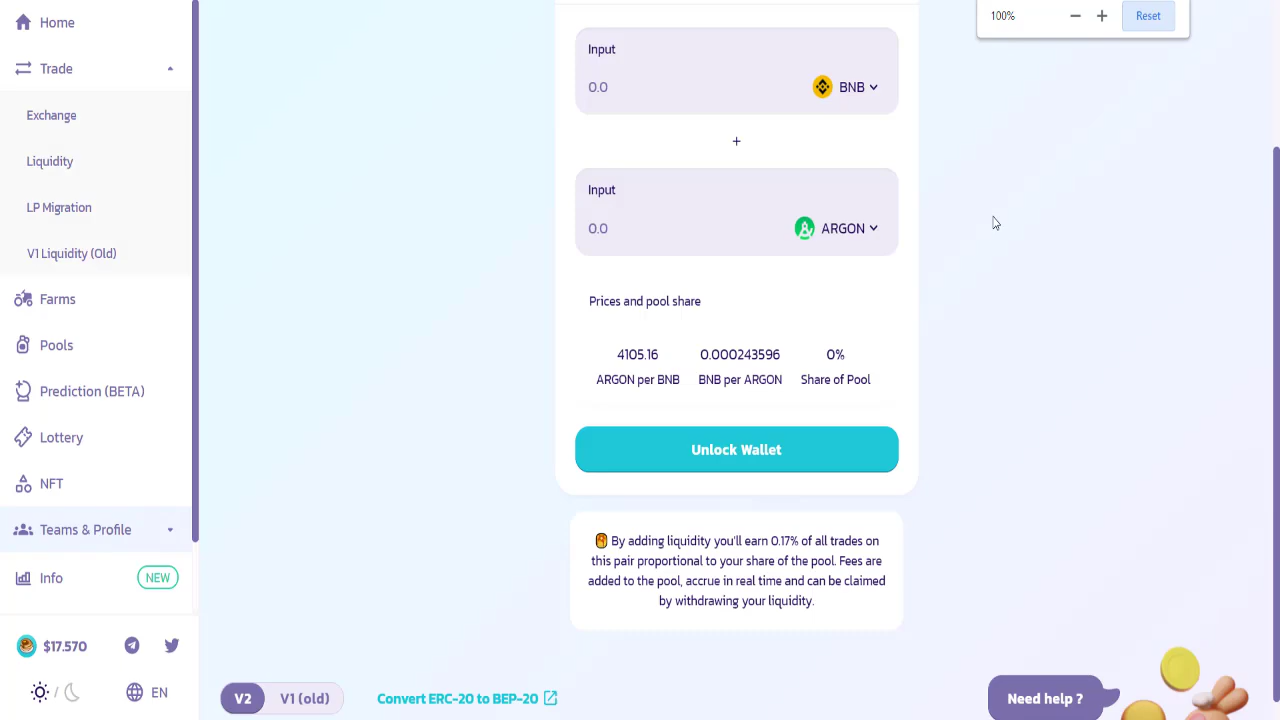 Home
Trade
Exchange
Liquidity
LP Migration
V1 Liquidity (Old)
Farms
Pools
Prediction (BETA)
Lottery
NFT
Teams & Profile
Info
NEW
$17.570
/
EN
100%
Reset
Input
0.0
BNB
+
Input
0.0
ARGON
Prices and pool share
4105.16
0.000243596
0%
ARGON per BNB
BNB per ARGON
Share of Pool
Unlock Wallet
By adding liquidity you'll earn 0.17% of all trades on
this pair proportional to your share of the pool. Fees are
added to the pool, accrue in real time and can be claimed
by withdrawing your liquidity.
V2
V1 (old)
Convert ERC-20 to BEP-20
Need help ?